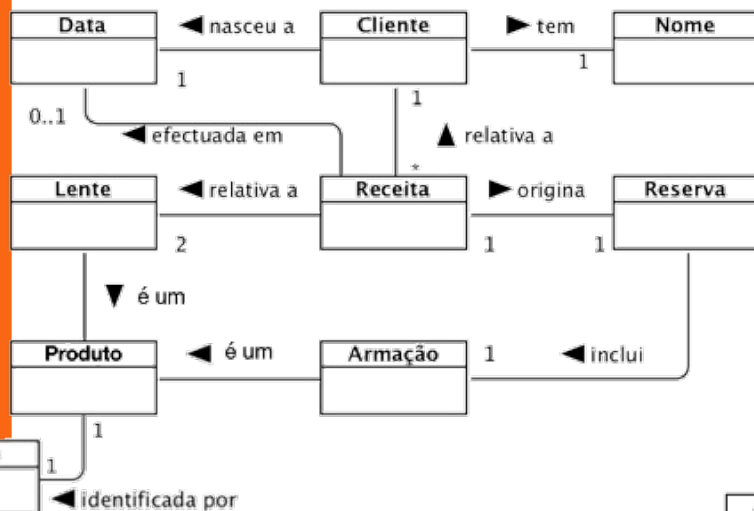 Data nasceu a Cliente tem Nome
1 1
1
0..1
efectuada em relativa a
*
Lente relativa a Receita origina Reserva
2 1 1
é um
Produto é um Armação 1 inclui
1
1
identificada por